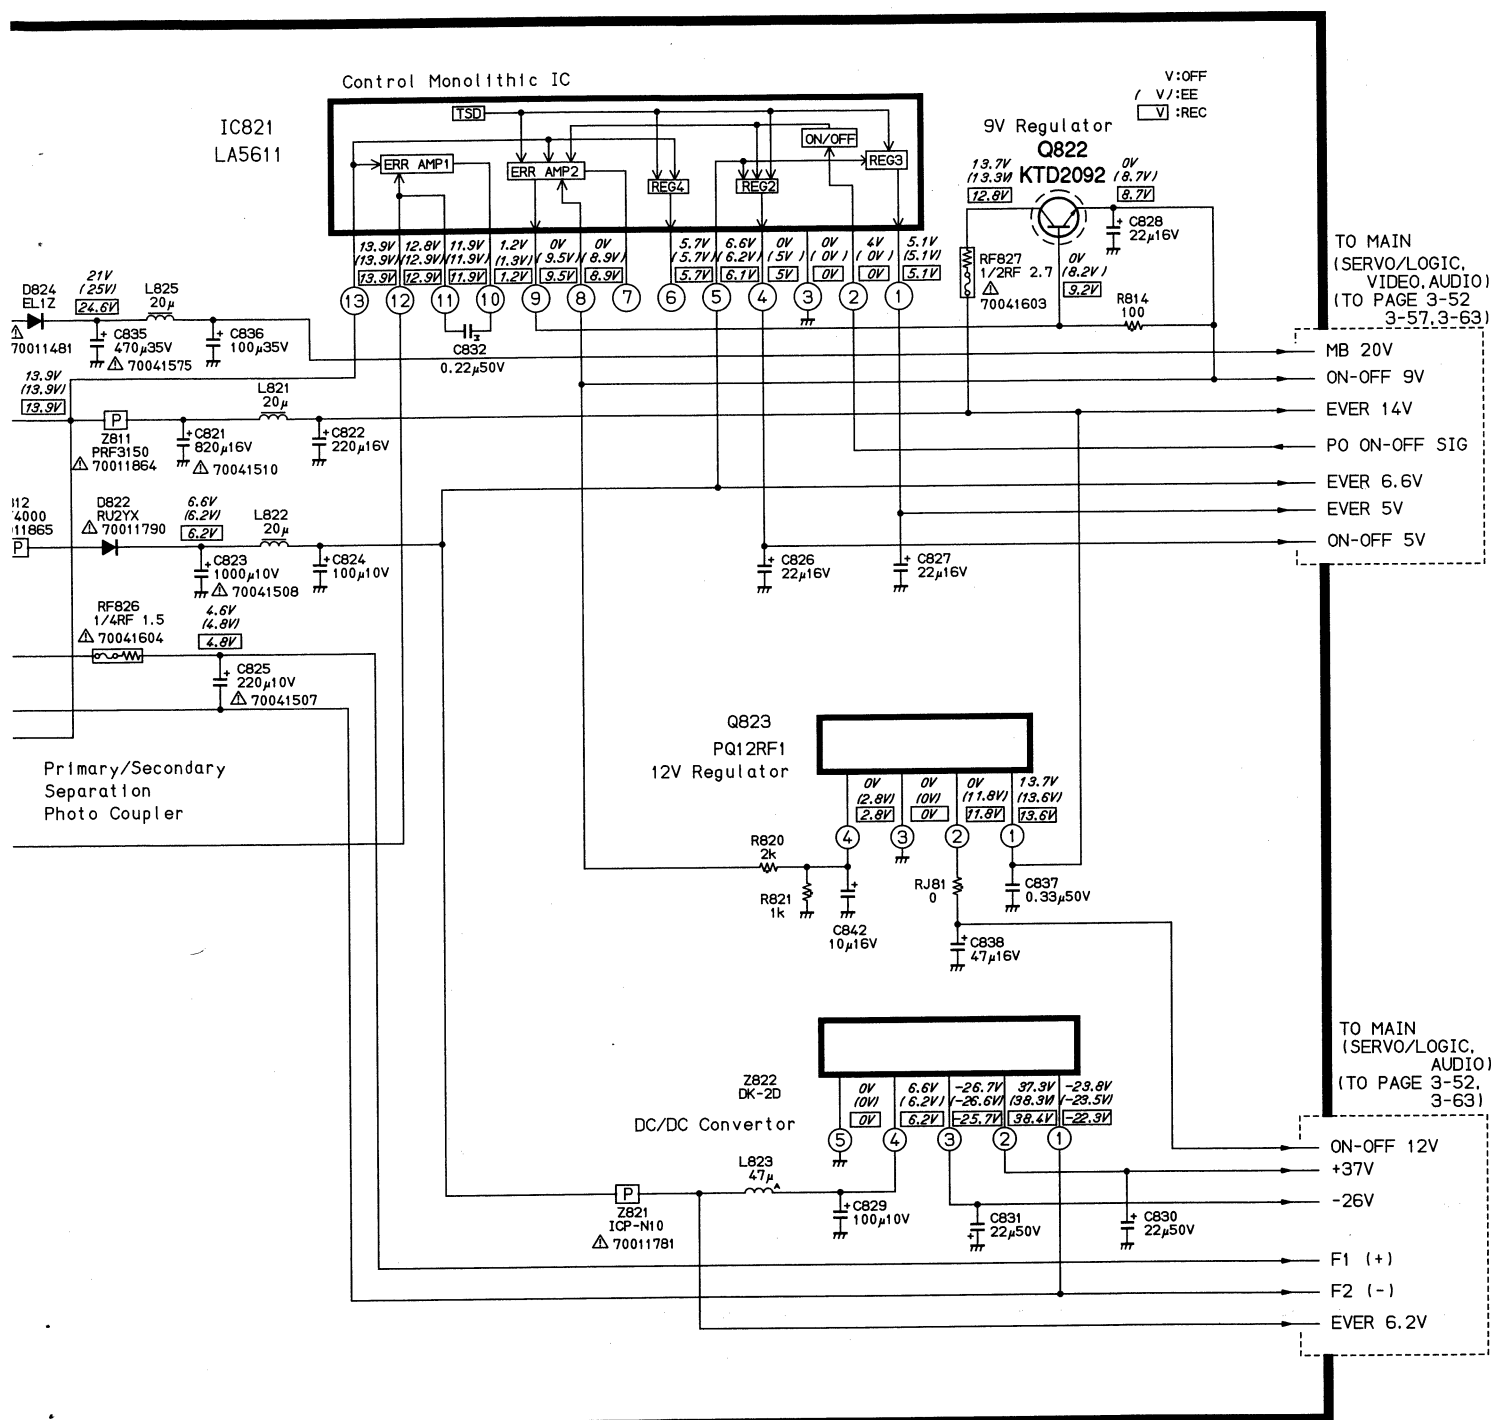 Control Monolithic IC
V:OFF
( V):EE
V :REC
IC821
LA5611
TSD
ERR AMP1
ERR AMP2
REG4
REG2
ON/OFF
REG3
9V Regulator
Q822
KTD2092
13.7V
(13.3V)
12.8V
0V
(8.7V)
8.7V
C828
22μ16V
RF827
1/2RF 2.7
70041603
0V
(8.2V)
9.2V
R814
100
13.9V 12.8V 11.9V 1.2V 0V 0V 5.7V 6.6V 0V 0V 4V 5.1V
(13.9V) (12.9V) (11.9V) (1.3V) (9.5V) (8.9V) (5.7V) (6.2V) (5V) (0V) (0V) (5.1V)
13.9V 12.9V 11.9V 1.2V 9.5V 8.9V 5.7V 6.1V 5V 0V 0V 5.1V
13 12 11 10 9 8 7 6 5 4 3 2 1
C832
0.22μ50V
D824
EL1Z
70011481
21V
(25V)
24.6V
L825
20μ
C835
470μ35V
70041575
C836
100μ35V
13.9V
(13.9V)
13.9V
P
Z811
PRF3150
70011864
L821
20μ
C821
820μ16V
70041510
C822
220μ16V
812
4000
11865
P
D822
RU2YX
70011790
6.6V
(6.2V)
6.2V
L822
20μ
C823
1000μ10V
70041508
C824
100μ10V
RF826
1/4RF 1.5
70041604
4.6V
(4.8V)
4.8V
C825
220μ10V
70041507
Primary/Secondary
Separation
Photo Coupler
C826
22μ16V
C827
22μ16V
TO MAIN
(SERVO/LOGIC,
VIDEO,AUDIO)
(TO PAGE 3-52
3-57,3-63)
MB 20V
ON-OFF 9V
EVER 14V
PO ON-OFF SIG
EVER 6.6V
EVER 5V
ON-OFF 5V
Q823
PQ12RF1
12V Regulator
0V 0V 0V 13.7V
(2.8V) (0V) (11.8V) (13.6V)
2.8V 0V 11.8V 13.6V
4 3 2 1
R820
2k
R821
1k
C842
10μ16V
RJ81
0
C837
0.33μ50V
C838
47μ16V
Z822
DK-2D
DC/DC Convertor
0V 6.6V -26.7V 37.3V -23.8V
(0V) (6.2V) (-26.6V) (38.3V) (-23.5V)
0V 6.2V -25.7V 38.4V -22.3V
5 4 3 2 1
L823
47μ
P
Z821
ICP-N10
70011781
C829
100μ10V
C831
22μ50V
C830
22μ50V
TO MAIN
(SERVO/LOGIC,
AUDIO)
(TO PAGE 3-52,
3-63)
ON-OFF 12V
+37V
-26V
F1 (+)
F2 (-)
EVER 6.2V